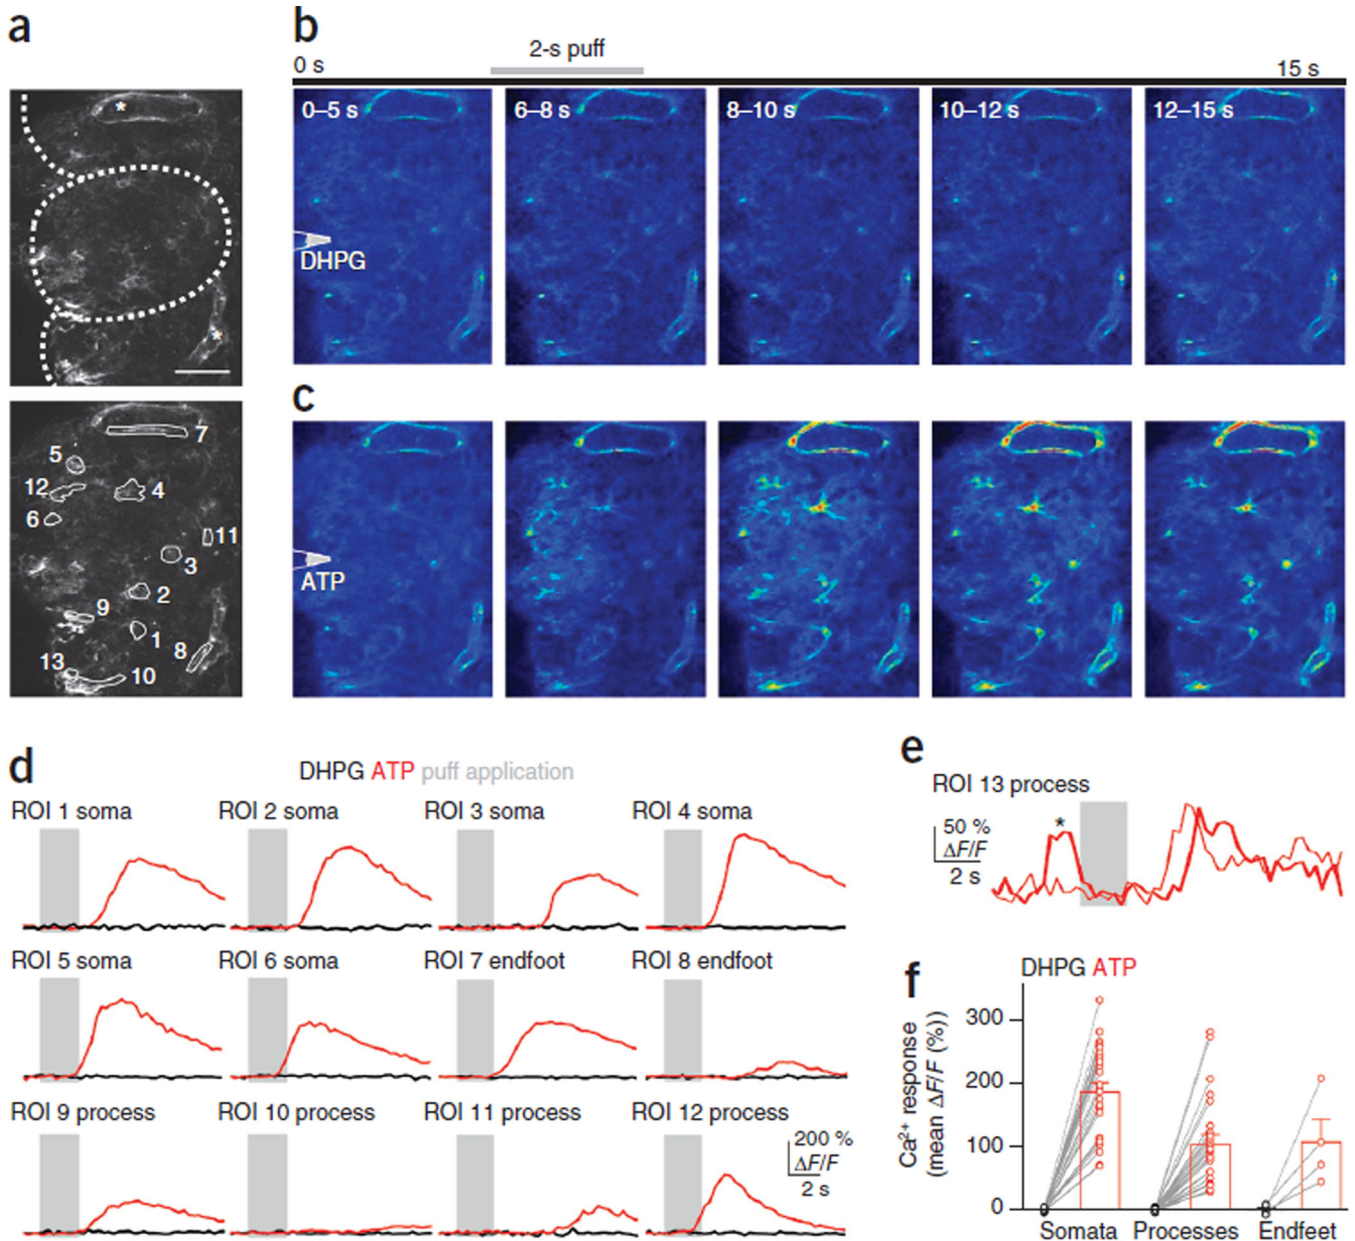 a
b
2-s puff
0 s
15 s
*
*
0–5 s
6–8 s
8–10 s
10–12 s
12–15 s
DHPG
7
5
12
4
6
11
3
2
9
1
8
13
10
c
ATP
d
DHPG ATP puff application
ROI 1 soma
ROI 2 soma
ROI 3 soma
ROI 4 soma
ROI 5 soma
ROI 6 soma
ROI 7 endfoot
ROI 8 endfoot
ROI 9 process
ROI 10 process
ROI 11 process
ROI 12 process
200 %
ΔF/F
2 s
e
ROI 13 process
50 %
ΔF/F
2 s
*
f
DHPG ATP
Ca²⁺ response
(mean ΔF/F (%))
300
200
100
0
Somata
Processes
Endfeet